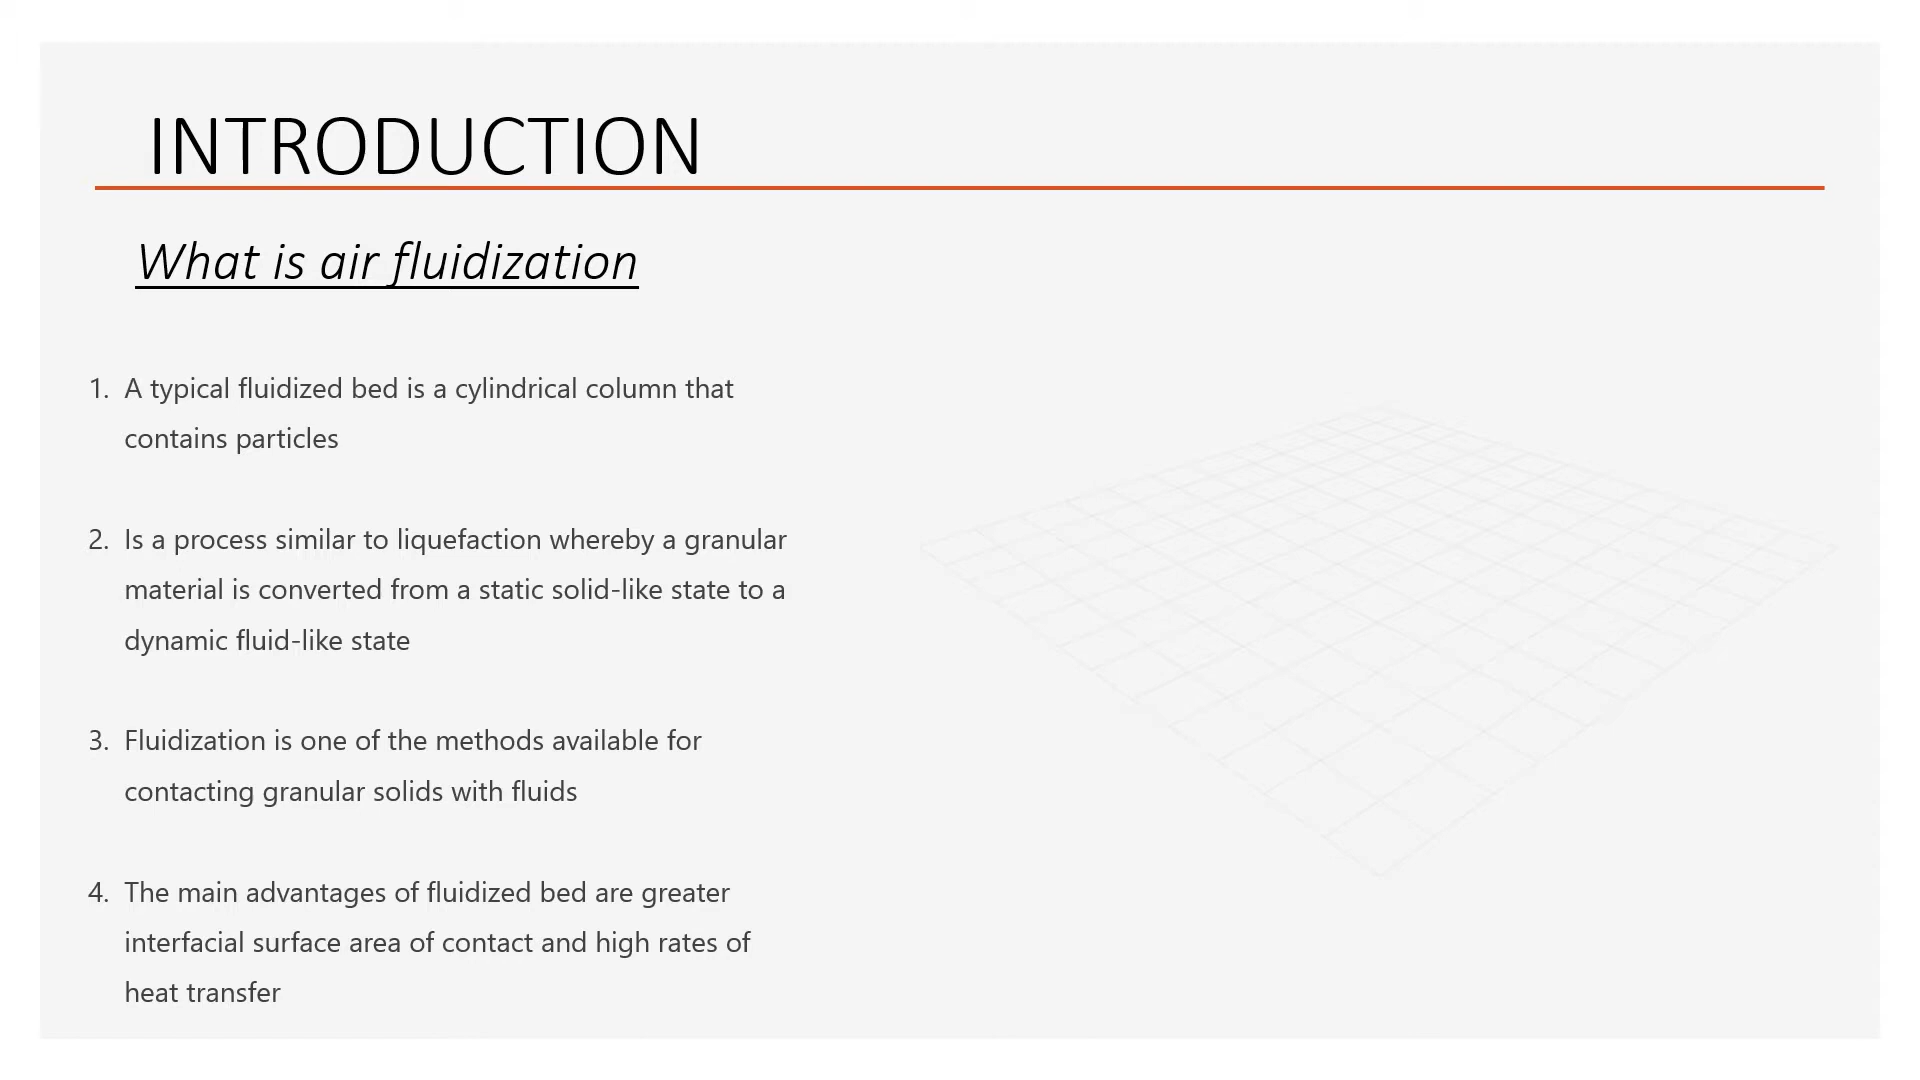 INTRODUCTION
What is air fluidization
1. A typical fluidized bed is a cylindrical column that
contains particles
2. Is a process similar to liquefaction whereby a granular
material is converted from a static solid-like state to a
dynamic fluid-like state
3. Fluidization is one of the methods available for
contacting granular solids with fluids
4. The main advantages of fluidized bed are greater
interfacial surface area of contact and high rates of
heat transfer